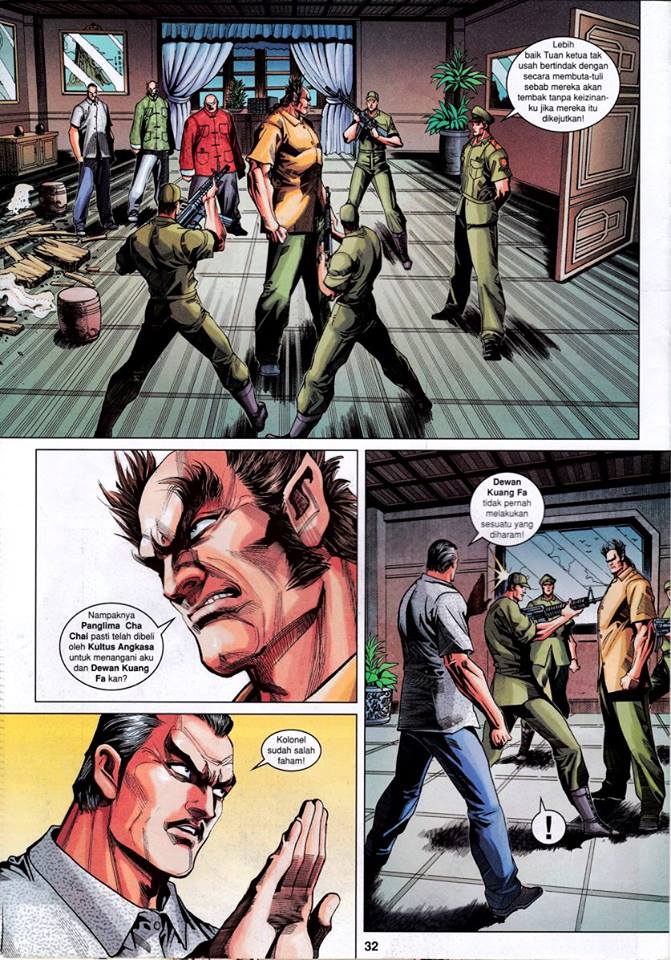 Lebih
baik Tuan ketua tak
usah bertindak dengan
secara membuta-tuli
sebab mereka akan
tembak tanpa keizinan-
ku jika mereka itu
dikejutkan!
Nampaknya
Panglima Cha
Chai pasti telah dibeli
oleh Kultus Angkasa
untuk menangani aku
dan Dewan Kuang
Fa kan?
Dewan
Kuang Fa
tidak pernah
melakukan
sesuatu yang
diharam!
Kolonel
sudah salah
faham!
!
32